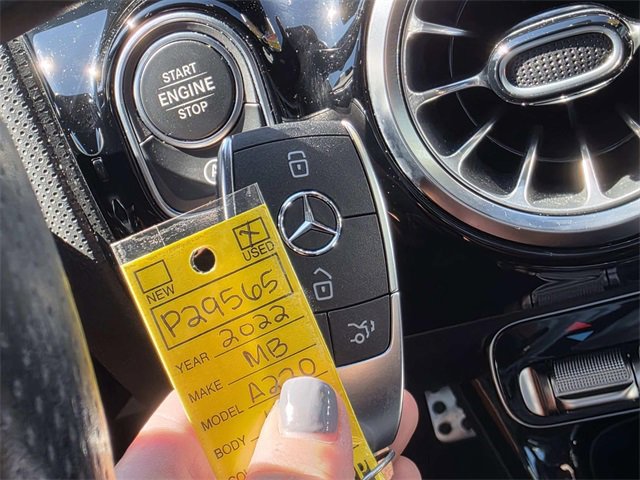 START
ENGINE
STOP
NEW
USED
P29565
YEAR 2022
MAKE MB
MODEL A220
BODY